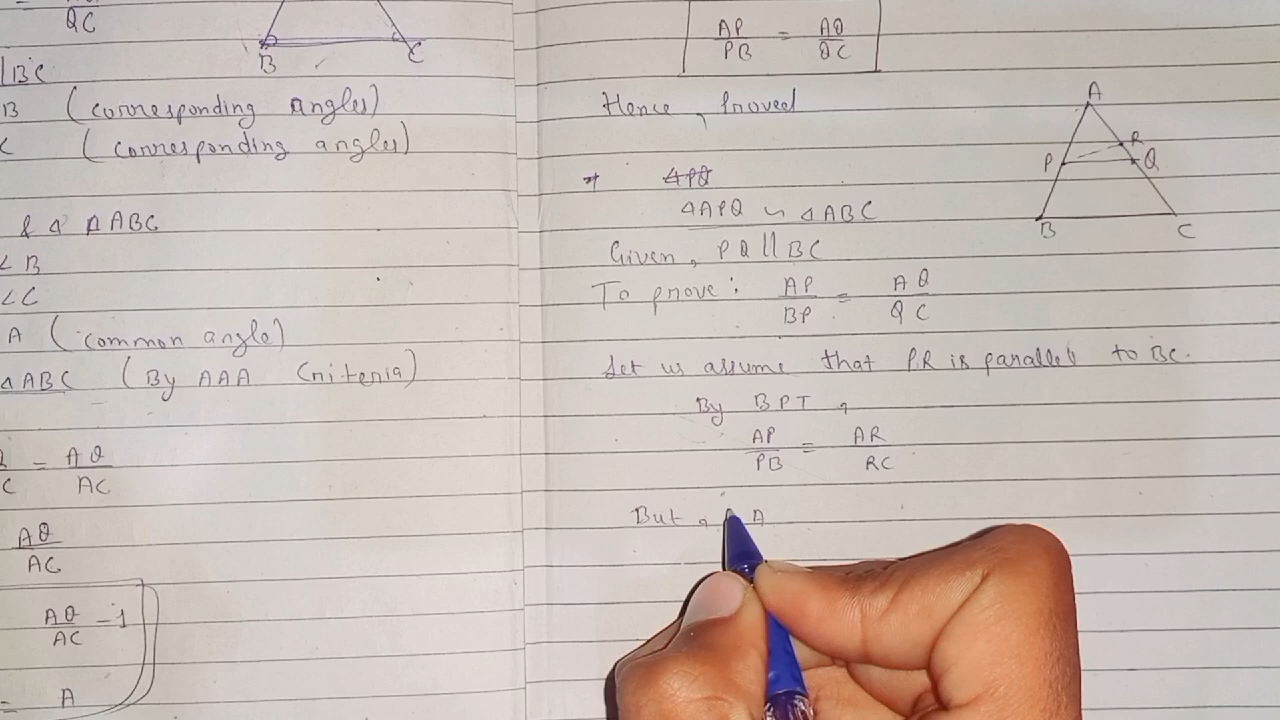 QC
B
C
||BC
B (corresponding angles)
C (corresponding angles)
& Δ ΔABC
∠B
∠C
A (common angle)
ΔABC (By AAA Criteria)
= AQ
C AC
AQ
AC
AQ - 1
AC
= A
AP = AQ
PB QC
Hence, Proved
A
R
P
Q
B
C
ΔPQ
ΔAPQ ~ ΔABC
Given, PQ || BC
To prove: AP = AQ
BP QC
Let us assume that PR is parallel to BC.
By BPT,
AP = AR
PB RC
But, A